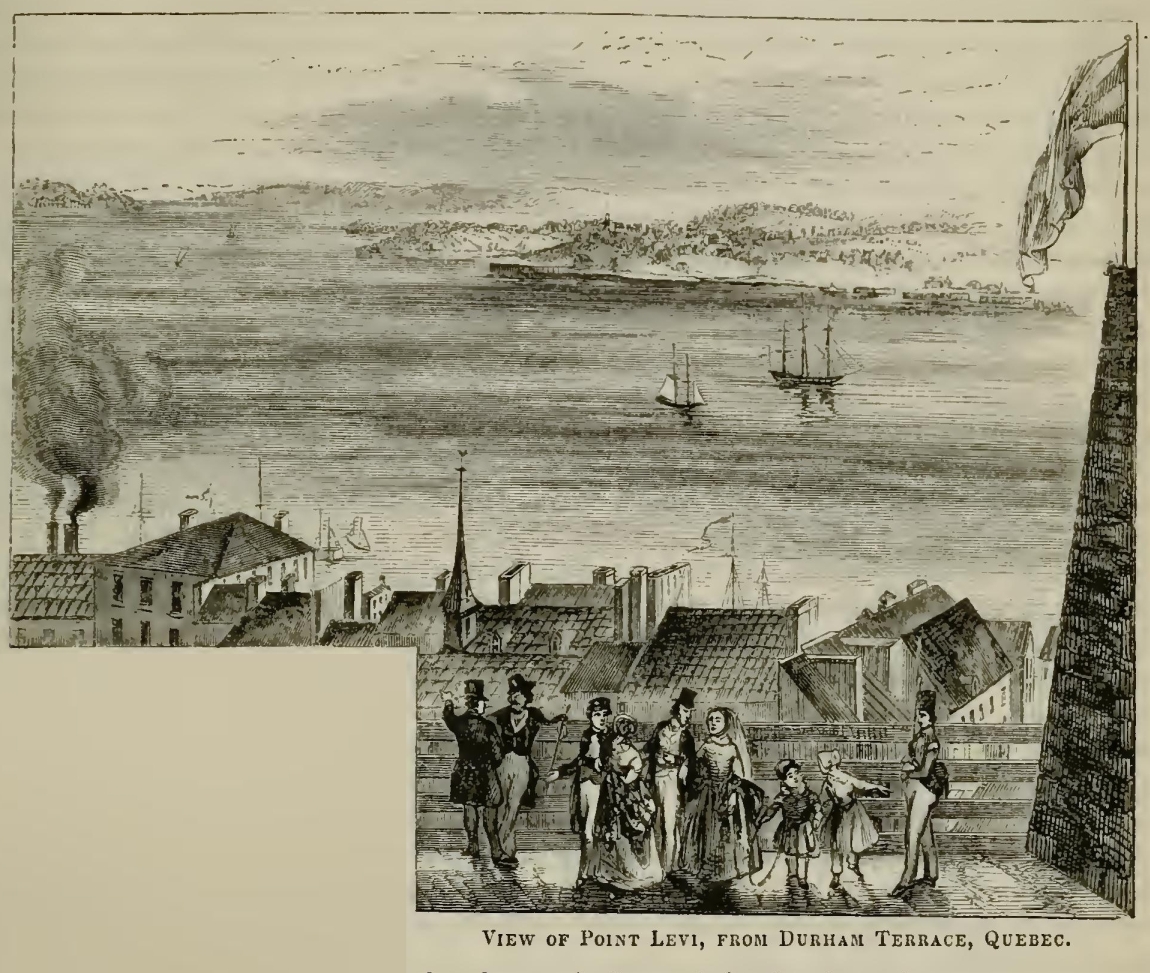 VIEW OF POINT LEVI, FROM DURHAM TERRACE, QUEBEC.